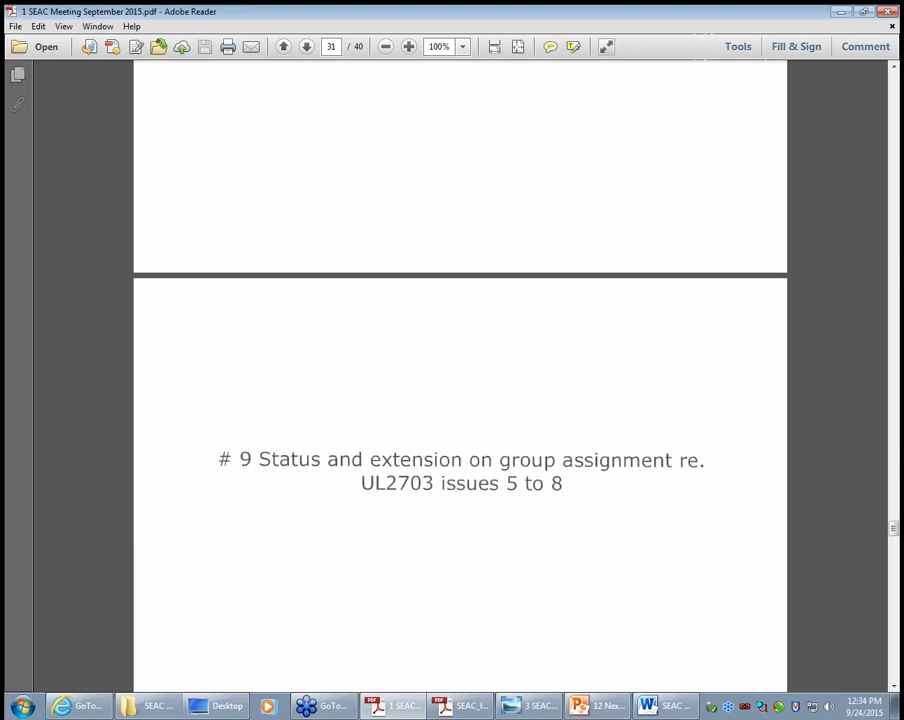 1 SEAC Meeting September 2015.pdf - Adobe Reader
File Edit View Window Help
Open 31 / 40 100% Tools Fill & Sign Comment
# 9 Status and extension on group assignment re.
UL2703 issues 5 to 8
GoTo... SEAC ... Desktop GoTo... 1 SEAC... SEAC_I... 3 SEAC... 12 Nex... SEAC ... 12:34 PM
9/24/2015